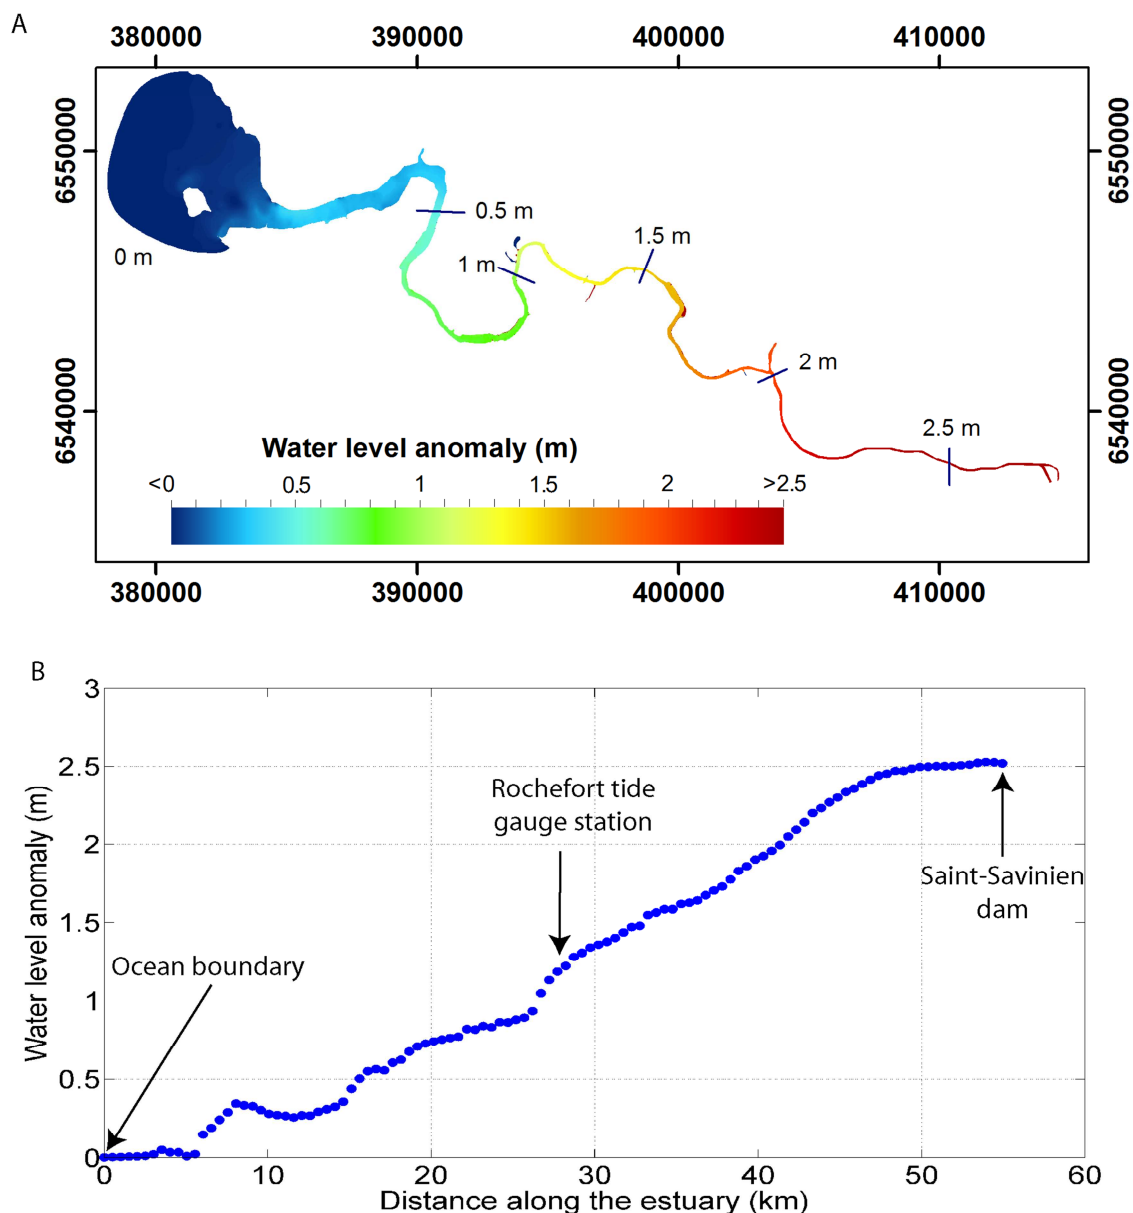 A
380000 390000 400000 410000
6550000
6550000
0.5 m
1.5 m
0 m
1 m
2 m
6540000
6540000
2.5 m
Water level anomaly (m)
<0 0.5 1 1.5 2 >2.5
380000 390000 400000 410000
B
3
2.5
2
1.5
1
0.5
0
Water level anomaly (m)
Rochefort tide
gauge station
Saint-Savinien
dam
Ocean boundary
0 10 20 30 40 50 60
Distance along the estuary (km)